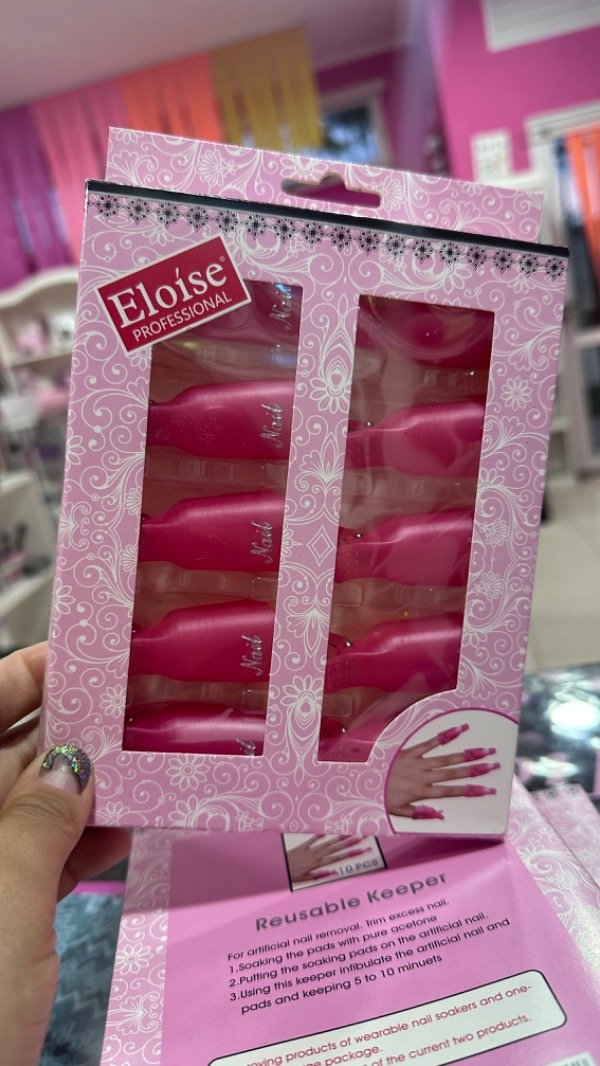 Eloíse®
PROFESSIONAL
Nail
Nail
Nail
Nail
10 PCS
Reusable Keeper
For artificial nail removal. Trim excess nail.
1.Soaking the pads with pure acetone
2.Putting the soaking pads on the artificial nail.
3.Using this keeper infibulate the artificial nail and
pads and keeping 5 to 10 minuets
products of wearable nail soakers and one-
package.
of the current two products.